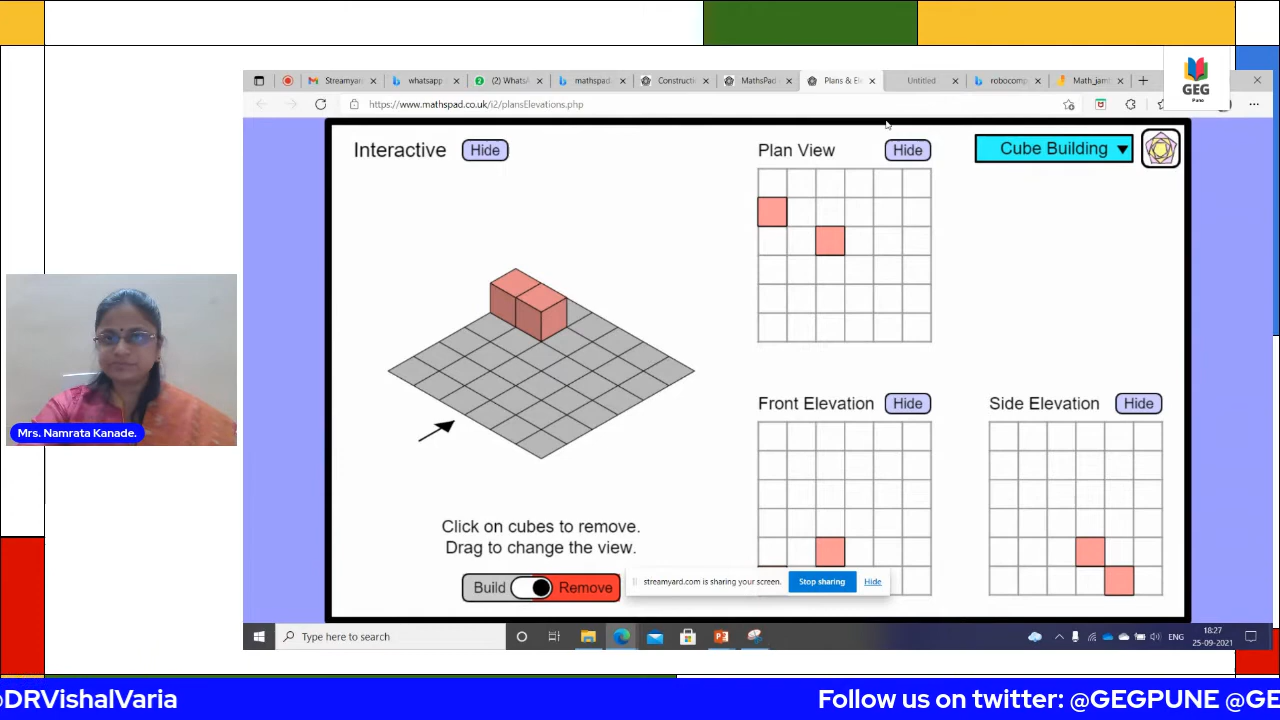 GEG
Pune
Streamyar
whatsapp
(2) Whats
mathspad.
Constructi
MathsPad -
Plans & El
Untitled
robocomp
Math_jam
https://www.mathspad.co.uk/i2/plansElevations.php
Interactive
Hide
Plan View
Hide
Cube Building
Front Elevation
Hide
Side Elevation
Hide
Click on cubes to remove.
Drag to change the view.
Build
Remove
streamyard.com is sharing your screen.
Stop sharing
Hide
Mrs. Namrata Kanade.
Type here to search
ENG
18:27
25-09-2021
DRVishalVaria
Follow us on twitter: @GEGPUNE @GE